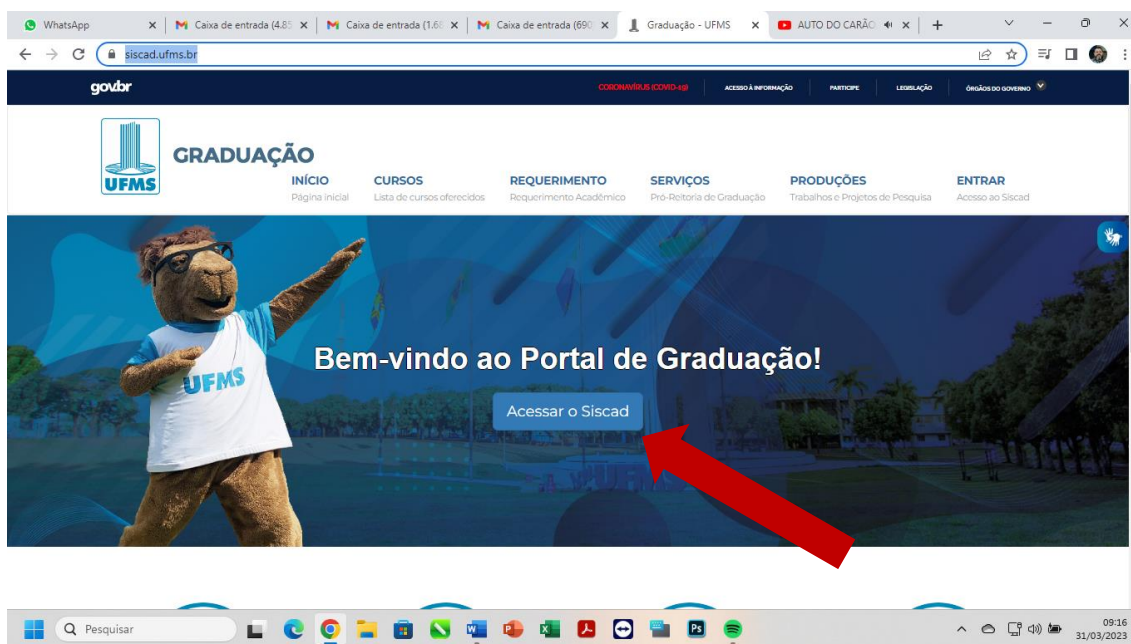 WhatsApp
Caixa de entrada (4.85
Caixa de entrada (1.68
Caixa de entrada (690
Graduação - UFMS
AUTO DO CARÃO
siscad.ufms.br
gov.br
CORONAVÍRUS (COVID-19)
ACESSO À INFORMAÇÃO
PARTICIPE
LEGISLAÇÃO
ÓRGÃOS DO GOVERNO
UFMS
GRADUAÇÃO
INÍCIO
Página inicial
CURSOS
Lista de cursos oferecidos
REQUERIMENTO
Requerimento Acadêmico
SERVIÇOS
Pró-Reitoria de Graduação
PRODUÇÕES
Trabalhos e Projetos de Pesquisa
ENTRAR
Acesso ao Siscad
UFMS
Bem-vindo ao Portal de Graduação!
Acessar o Siscad
UFMS
Pesquisar
09:16
31/03/2023